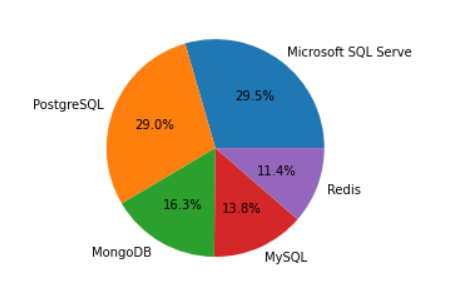 Microsoft SQL Serve
29.5%
PostgreSQL
29.0%
16.3%
MongoDB
13.8%
MySQL
11.4%
Redis